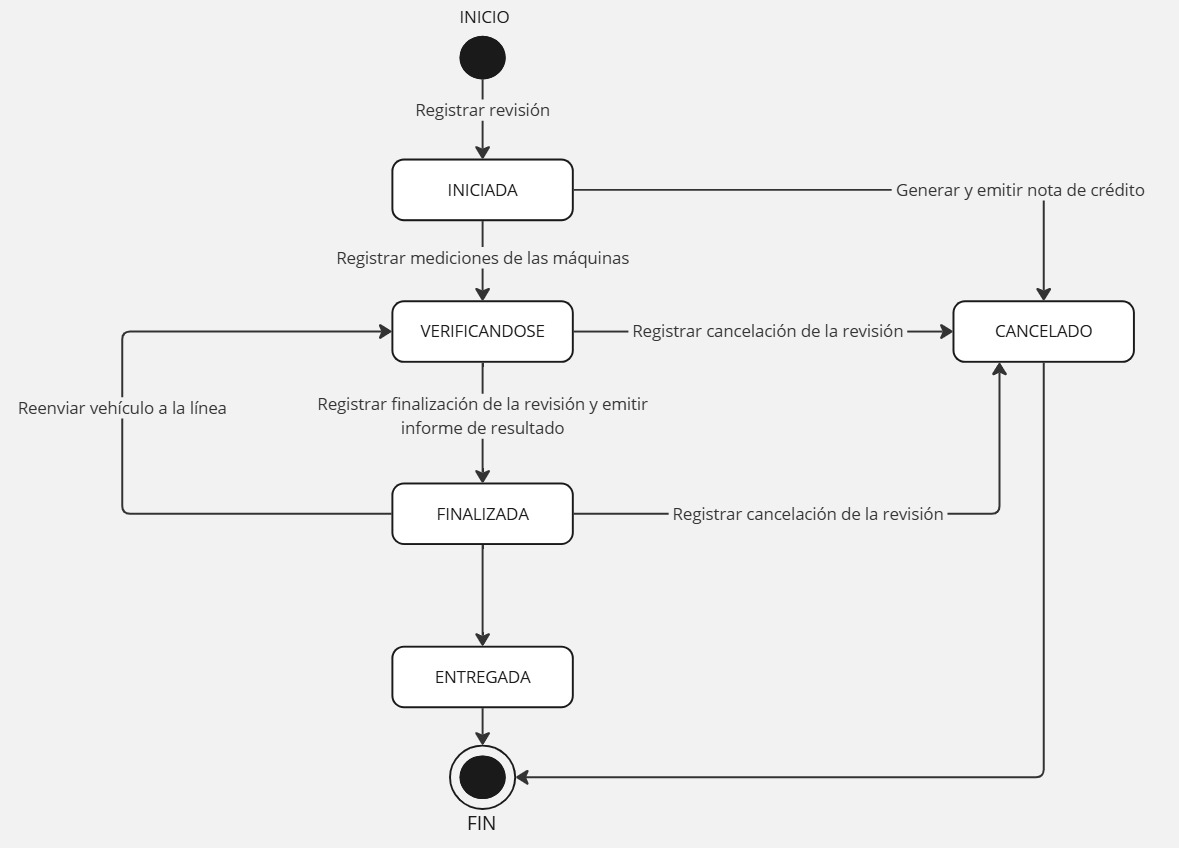 INICIO
Registrar revisión
INICIADA
Generar y emitir nota de crédito
Registrar mediciones de las máquinas
VERIFICANDOSE
Registrar cancelación de la revisión
CANCELADO
Reenviar vehículo a la línea
Registrar finalización de la revisión y emitir
informe de resultado
FINALIZADA
Registrar cancelación de la revisión
ENTREGADA
FIN